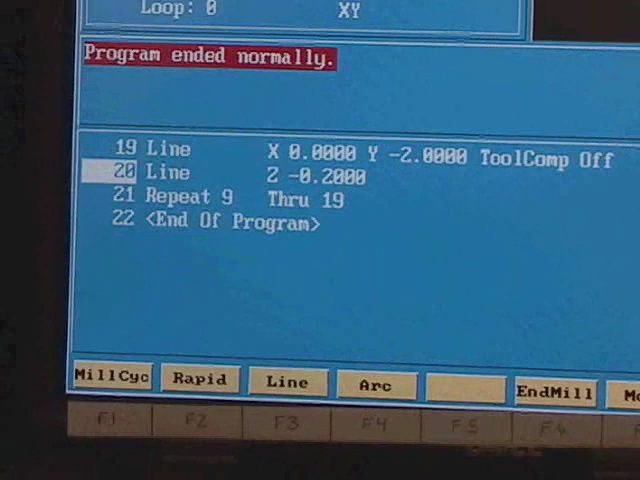 Loop: 0 XY
Program ended normally.
19 Line X 0.0000 Y -2.0000 ToolComp Off
20 Line Z -0.2000
21 Repeat 9 Thru 19
22 <End Of Program>
MillCyc Rapid Line Arc EndMill
F1 F2 F3 F4 F5